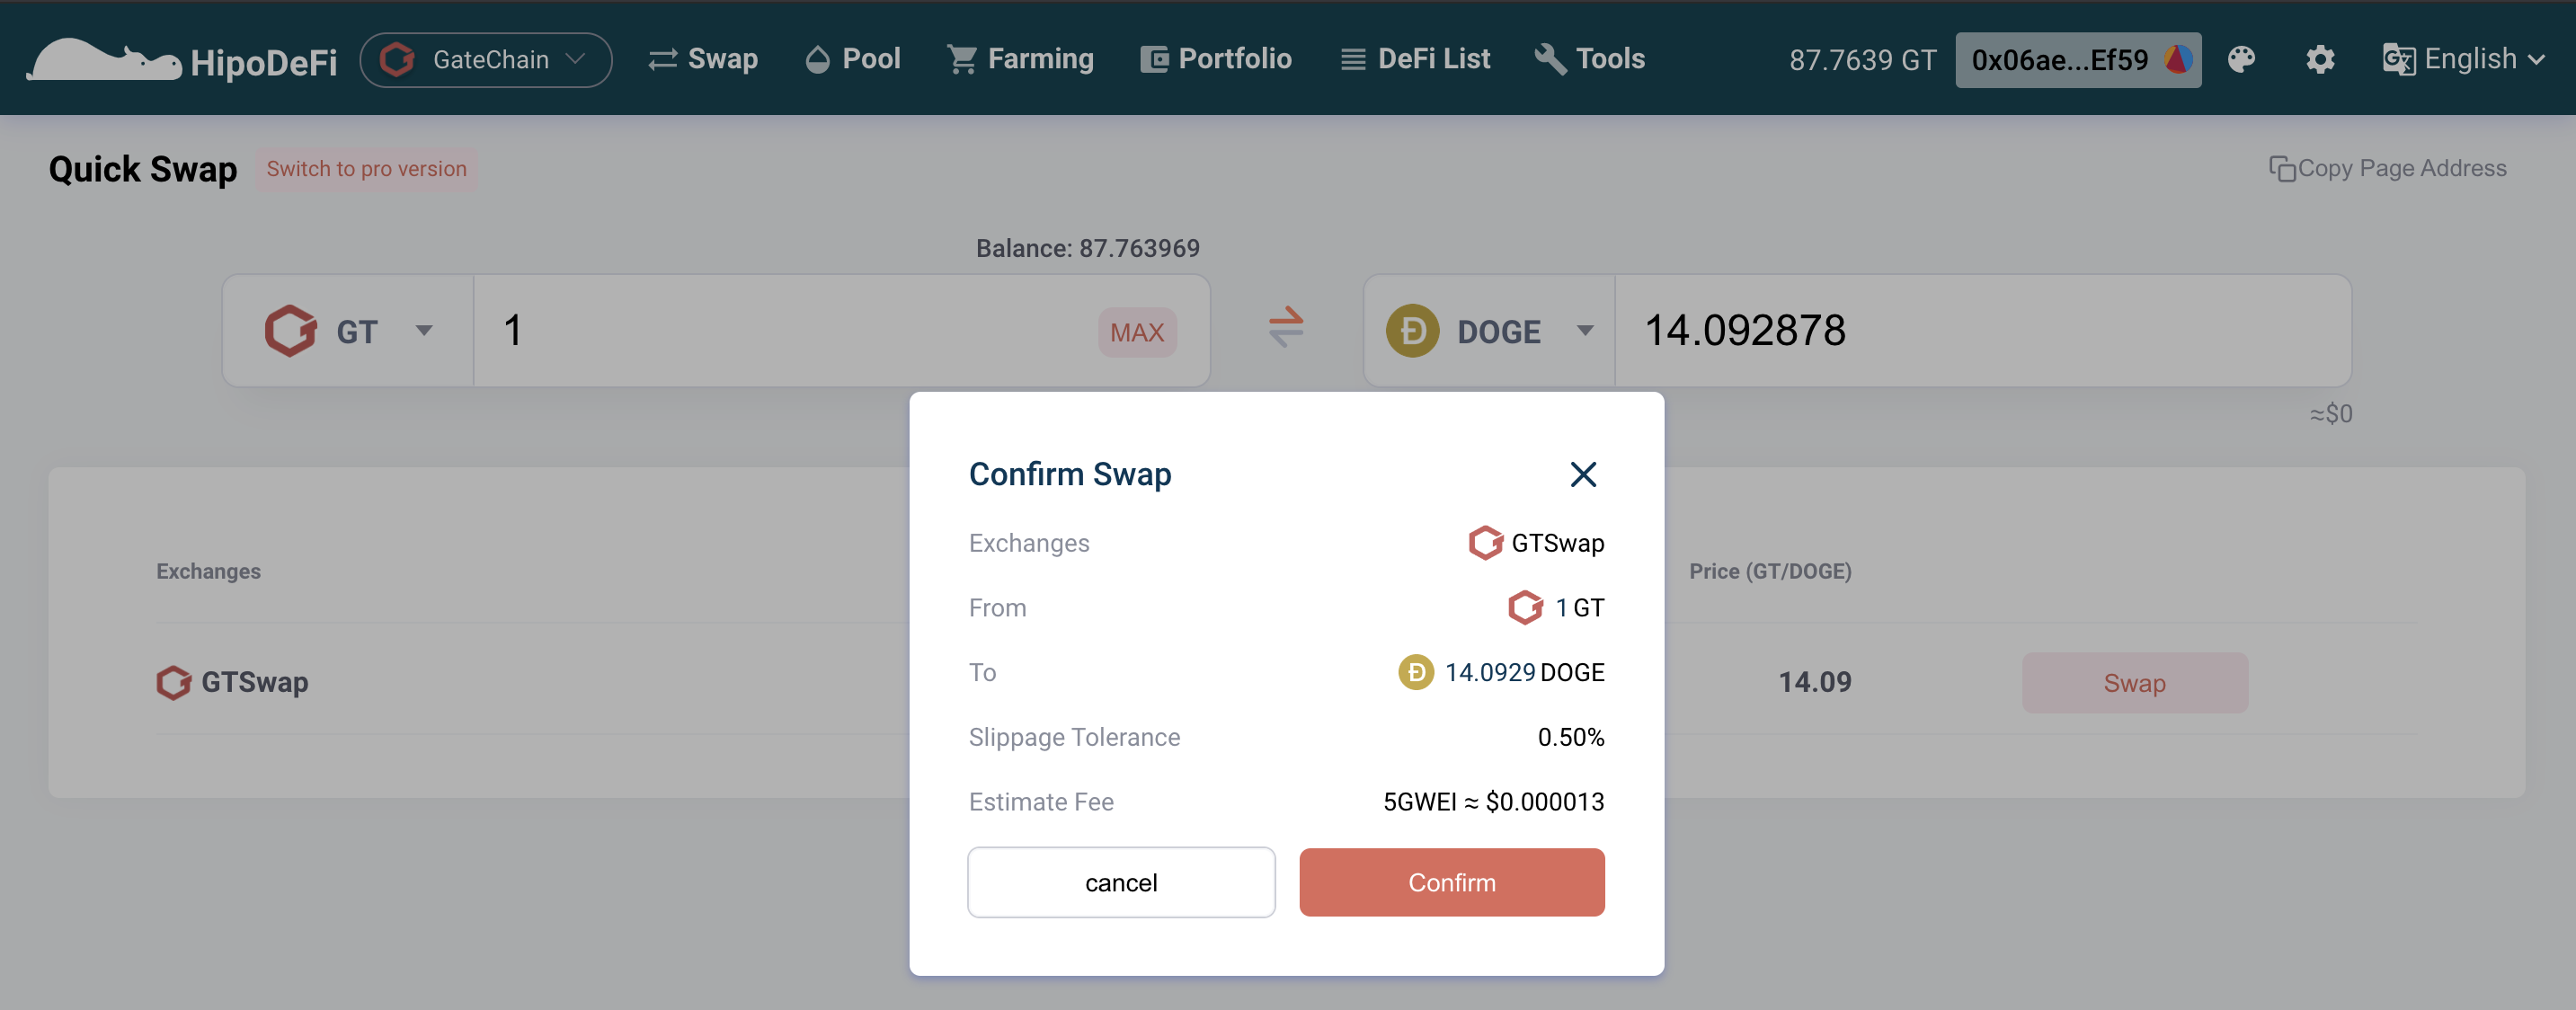 HipoDeFi GateChain Swap Pool Farming Portfolio DeFi List Tools 87.7639 GT 0x06ae...Ef59 English
Quick Swap Switch to pro version Copy Page Address
Balance: 87.763969
GT 1 MAX DOGE 14.092878
≈$0
Confirm Swap
Exchanges GTSwap
From 1 GT
To 14.0929 DOGE
Slippage Tolerance 0.50%
Estimate Fee 5GWEI ≈ $0.000013
cancel Confirm
Exchanges Price (GT/DOGE)
GTSwap 14.09 Swap